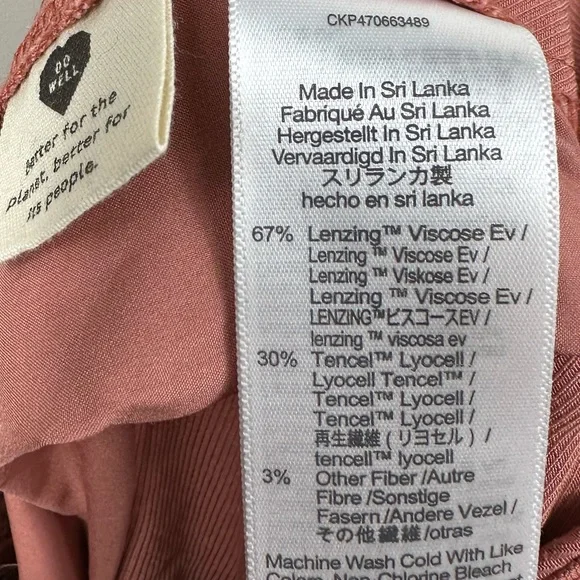 DO
WELL
Better for the
planet, better for
its people.
CKP470663489
Made In Sri Lanka
Fabriqué Au Sri Lanka
Hergestellt In Sri Lanka
Vervaardigd In Sri Lanka
スリランカ製
hecho en sri lanka
67% Lenzing™ Viscose Ev /
Lenzing ™ Viscose Ev /
Lenzing ™ Viskose Ev /
Lenzing ™ Viscose Ev /
LENZING™ビスコースEV /
lenzing ™ viscosa ev
30% Tencel™ Lyocell /
Lyocell Tencel™ /
Tencel™ Lyocell /
Tencel™ Lyocell /
再生繊維 ( リヨセル ) /
tencell™ lyocell
3% Other Fiber /Autre
Fibre /Sonstige
Fasern /Andere Vezel /
その他繊維 /otras
Machine Wash Cold With Like
Colors, Non-Chlorine Bleach